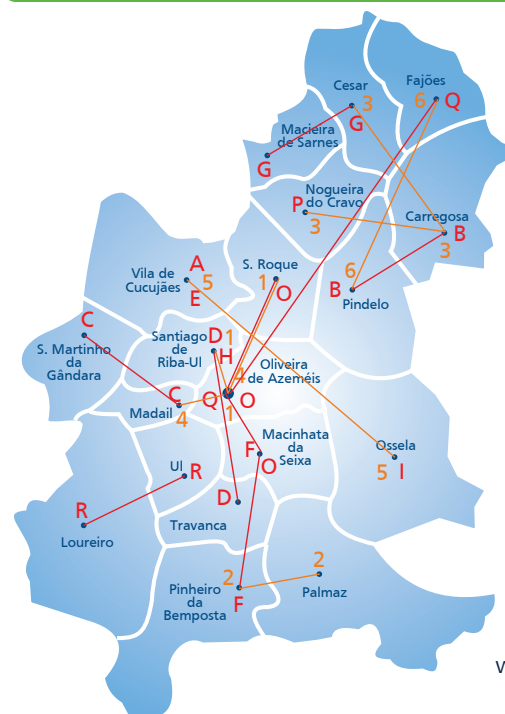 Cesar
3
G
Fajões
6
Q
Macieira
de Sarnes
G
Nogueira
do Cravo
P
3
Carregosa
B
3
A
Vila de
Cucujães
5
E
S. Roque
1
O
6
B
Pindelo
C
S. Martinho
da
Gândara
Santiago
de
Riba-Ul
D
1
H
Oliveira
de Azeméis
4
Q
O
1
C
Madail
4
Macinhata
da
Seixa
F
O
Ossela
5
I
Ul
R
R
Loureiro
D
Travanca
2
Pinheiro
da
Bemposta
F
2
Palmaz
V